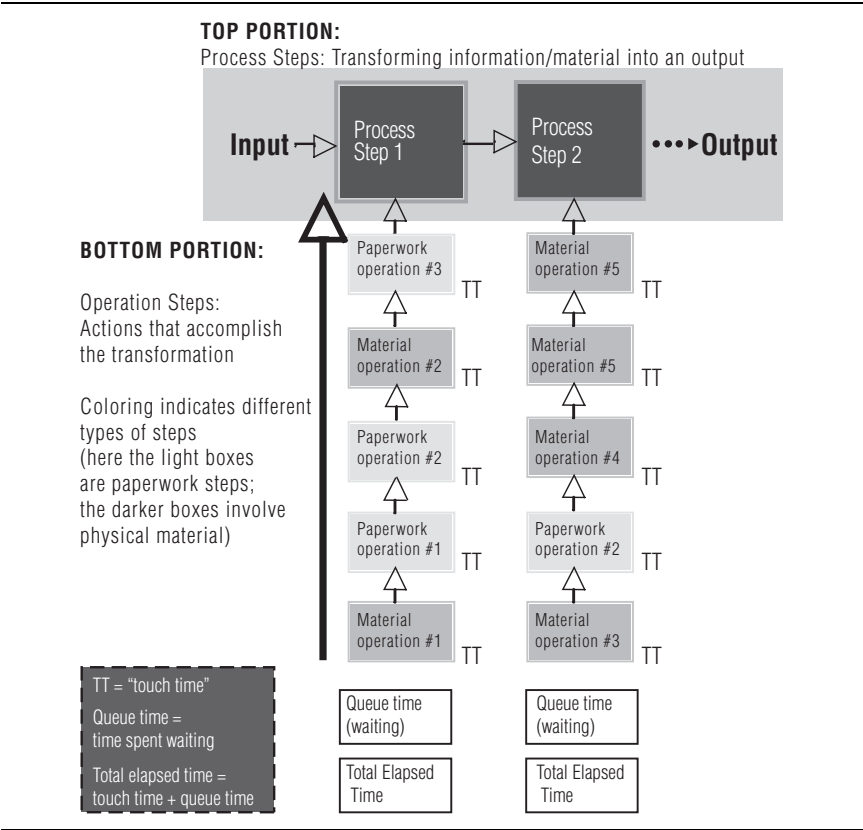 TOP PORTION:
Process Steps: Transforming information/material into an output
Input
Process
Step 1
Process
Step 2
Output
BOTTOM PORTION:
Operation Steps:
Actions that accomplish
the transformation
Coloring indicates different
types of steps
(here the light boxes
are paperwork steps;
the darker boxes involve
physical material)
Paperwork
operation #3
TT
Material
operation #2
TT
Paperwork
operation #2
TT
Paperwork
operation #1
TT
Material
operation #1
TT
Queue time
(waiting)
Total Elapsed
Time
Material
operation #5
TT
Material
operation #5
TT
Material
operation #4
TT
Paperwork
operation #2
TT
Material
operation #3
TT
Queue time
(waiting)
Total Elapsed
Time
TT = “touch time”
Queue time =
time spent waiting
Total elapsed time =
touch time + queue time